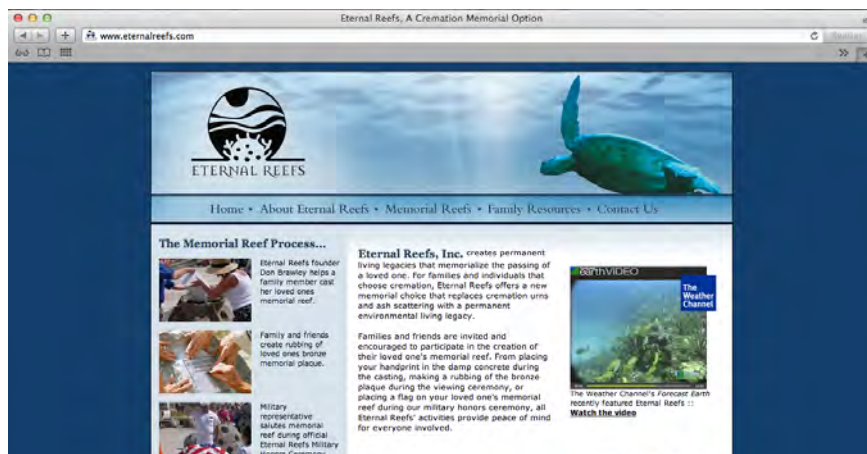 Eternal Reefs, A Cremation Memorial Option
www.eternalreefs.com
ETERNAL REEFS
Home • About Eternal Reefs • Memorial Reefs • Family Resources • Contact Us
The Memorial Reef Process...
Eternal Reefs founder
Don Brawley helps a
family member cast
her loved ones
memorial reef.
Family and friends
create rubbing of
loved ones bronze
memorial plaque.
Military
representative
salutes memorial
reef during official
Eternal Reefs Military
Honors Ceremony
Eternal Reefs, Inc. creates permanent
living legacies that memorialize the passing of
a loved one. For families and individuals that
choose cremation, Eternal Reefs offers a new
memorial choice that replaces cremation urns
and ash scattering with a permanent
environmental living legacy.
Families and friends are invited and
encouraged to participate in the creation of
their loved one's memorial reef. From placing
your handprint in the damp concrete during
the casting, making a rubbing of the bronze
plaque during the viewing ceremony, or
placing a flag on your loved one's memorial
reef during our military honors ceremony, all
Eternal Reefs' activities provide peace of mind
for everyone involved.
earthVIDEO
The
Weather
Channel
The Weather Channel's Forecast Earth
recently featured Eternal Reefs ::
Watch the video